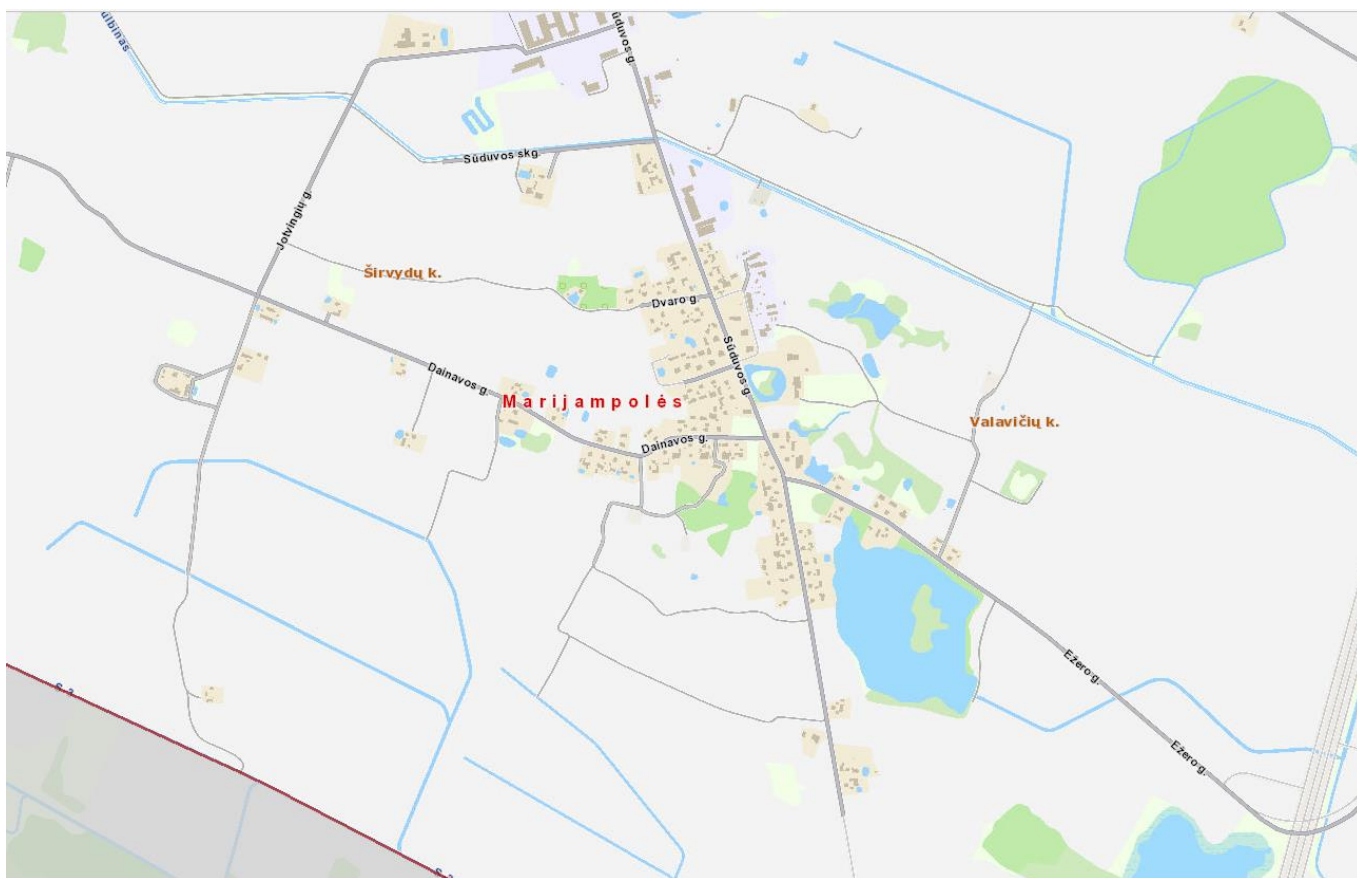 Sūduvos g.
Sūduvos skg.
Jotvingių g.
Širvydų k.
Dvaro g.
Sūduvos g.
Dainavos g.
Marijampolės
Valavičių k.
Dainavos g.
Ežero g.
Ežero g.